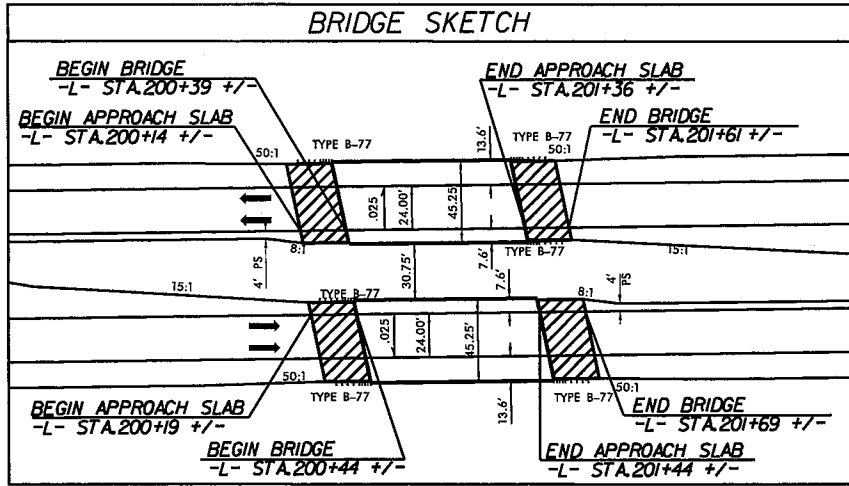 BRIDGE SKETCH
BEGIN BRIDGE
-L- STA.200+39 +/-
END APPROACH SLAB
-L- STA.201+36 +/-
BEGIN APPROACH SLAB
-L- STA.200+14 +/-
END BRIDGE
-L- STA.201+61 +/-
TYPE B-77
13.6'
TYPE B-77
50:1
50:1
.025
24.00'
45.25'
8:1
4' PS
30.75'
7.6'
TYPE B-77
15:1
15:1
TYPE B-77
7.6'
8:1
4' PS
.025
24.00'
45.25'
50:1
TYPE B-77
13.6'
TYPE B-77
50:1
BEGIN APPROACH SLAB
-L- STA.200+19 +/-
END BRIDGE
-L- STA.201+69 +/-
BEGIN BRIDGE
-L- STA.200+44 +/-
END APPROACH SLAB
-L- STA.201+44 +/-